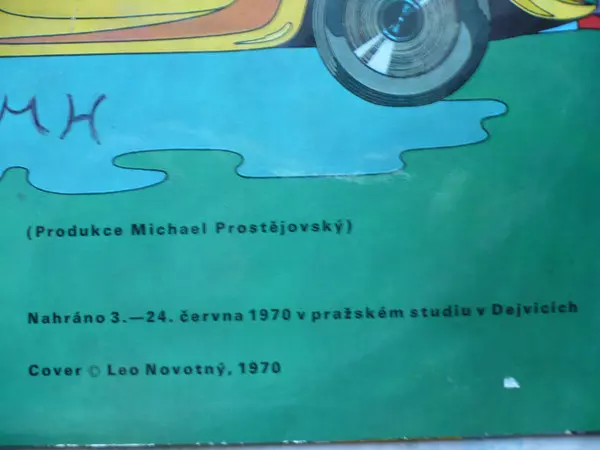 MH
(Produkce Michael Prostějovský)
Nahráno 3.—24. června 1970 v pražském studiu v Dejvicích
Cover © Leo Novotný, 1970